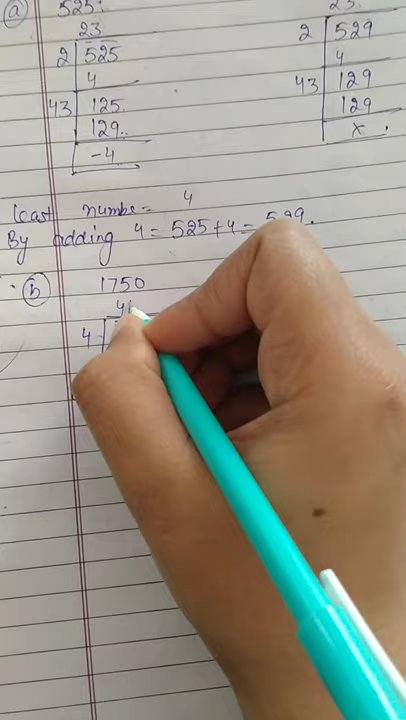 (a) 525:
23
2 525
4
43 125
129
-4
23
2 529
4
43 129
129
x
Least number = 4
By adding 4 = 525+4 = 529.
(b) 1750
4
4